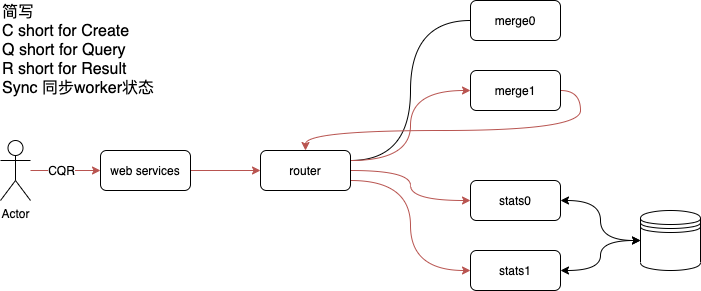 简写
C short for Create
Q short for Query
R short for Result
Sync 同步worker状态
merge0
merge1
CQR
web services
router
Actor
stats0
stats1